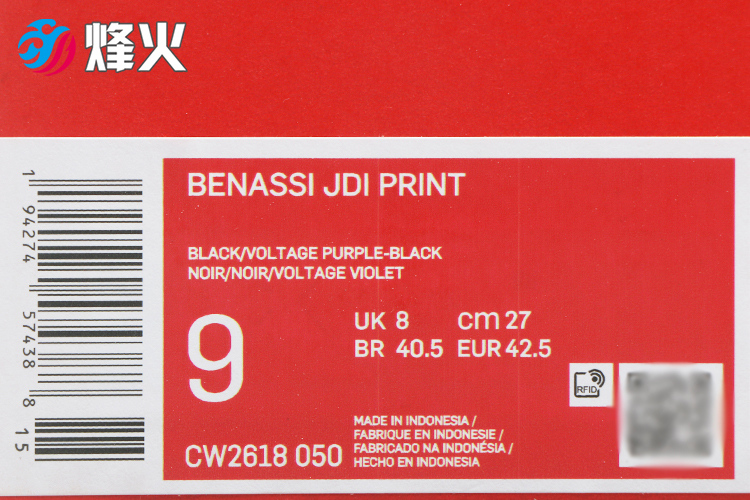 烽火
BENASSI JDI PRINT
BLACK/VOLTAGE PURPLE-BLACK
NOIR/NOIR/VOLTAGE VIOLET
9
UK 8 cm 27
BR 40.5 EUR 42.5
RFID
MADE IN INDONESIA /
FABRIQUE EN INDONESIE /
FABRICADO NA INDONÉSIA /
HECHO EN INDONESIA
CW2618 050
1 94274 57438 8 15